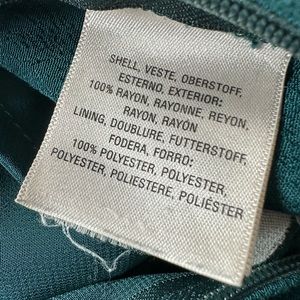 SHELL, VESTE, OBERSTOFF,
ESTERNO, EXTERIOR:
100% RAYON, RAYONNE, REYON,
RAYON, RAYÓN
LINING, DOUBLURE, FUTTERSTOFF,
FODERA, FORRO:
100% POLYESTER, POLYESTER,
POLYESTER, POLIESTERE, POLIÉSTER